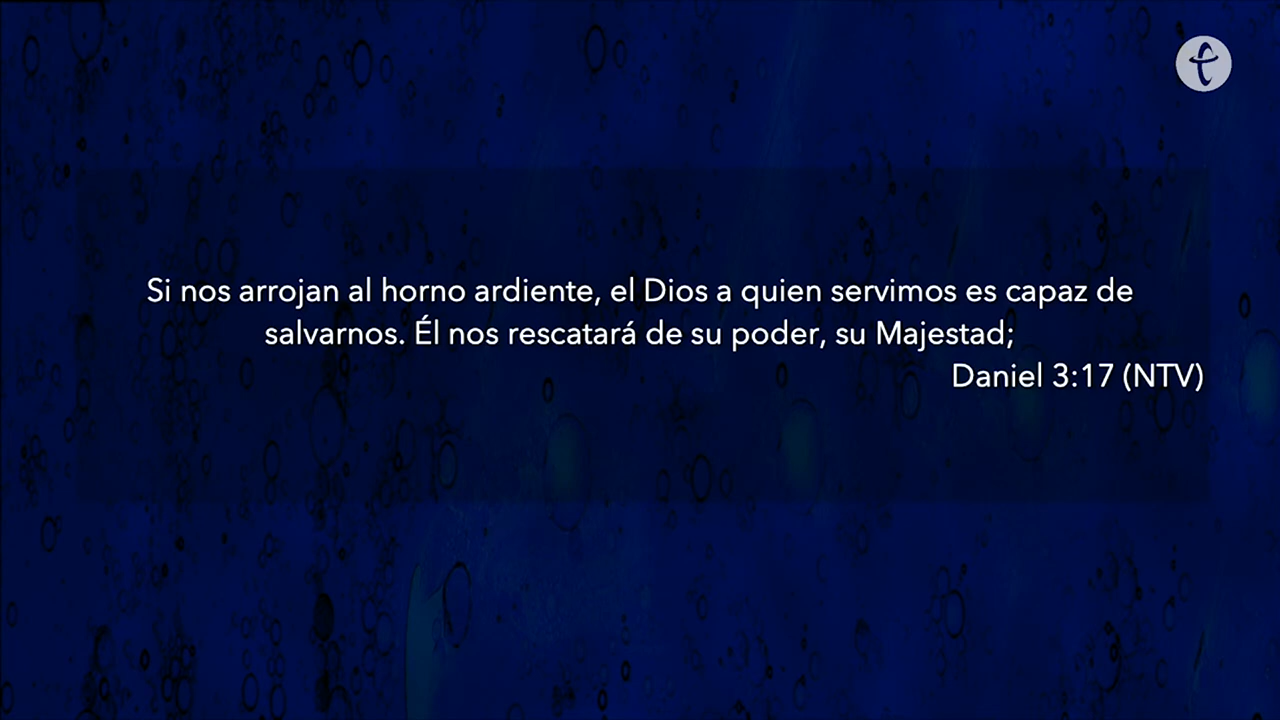 Si nos arrojan al horno ardiente, el Dios a quien servimos es capaz de
salvarnos. Él nos rescatará de su poder, su Majestad;
Daniel 3:17 (NTV)